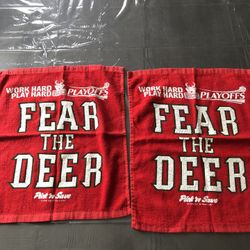 WORK HARD
PLAY HARD
PLAYOFFS
FEAR
THE
DEER
Pick 'n Save
WORK HARD
PLAY HARD
PLAYOFFS
FEAR
THE
DEER
Pick 'n Save